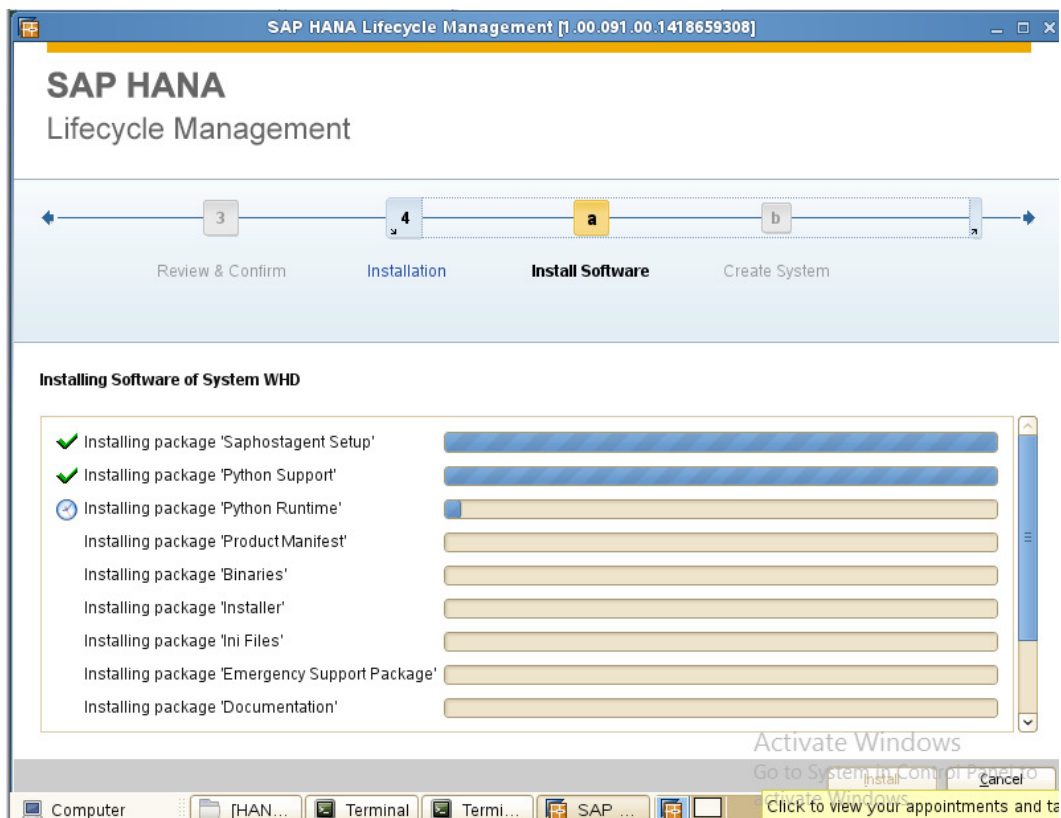 SAP HANA Lifecycle Management [1.00.091.00.1418659308]
SAP HANA
Lifecycle Management
3
4
a
b
Review & Confirm
Installation
Install Software
Create System
Installing Software of System WHD
Installing package 'Saphostagent Setup'
Installing package 'Python Support'
Installing package 'Python Runtime'
Installing package 'Product Manifest'
Installing package 'Binaries'
Installing package 'Installer'
Installing package 'Ini Files'
Installing package 'Emergency Support Package'
Installing package 'Documentation'
Activate Windows
Go to System in Control Panel to
activate Windows.
Install
Cancel
Computer
[HAN...
Terminal
Termi...
SAP ...
Click to view your appointments and ta